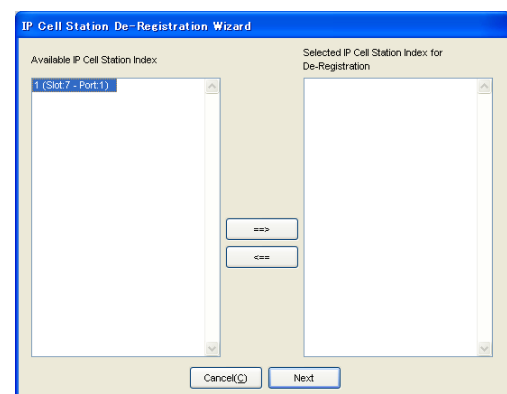 IP Cell Station De-Registration Wizard
Available IP Cell Station Index
Selected IP Cell Station Index for
De-Registration
1 (Slot:7 - Port:1)
==>
<==
Cancel(C)
Next